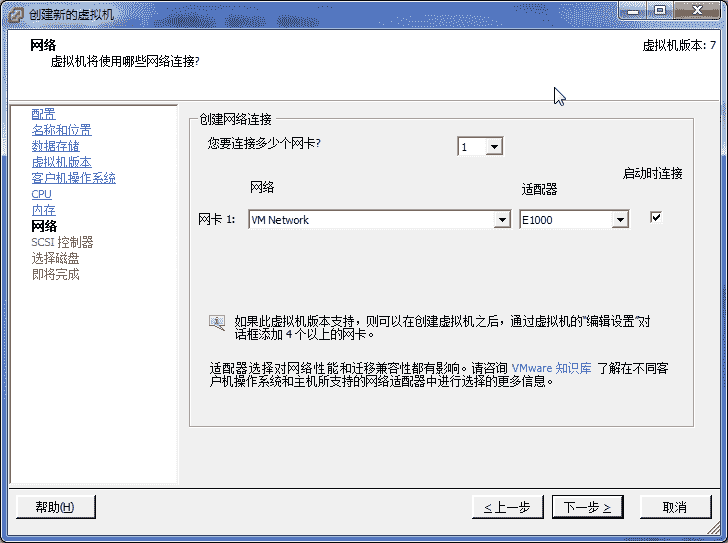 创建新的虚拟机
网络
虚拟机将使用哪些网络连接?
虚拟机版本: 7
配置
名称和位置
数据存储
虚拟机版本
客户机操作系统
CPU
内存
网络
SCSI 控制器
选择磁盘
即将完成
创建网络连接
您要连接多少个网卡?
1
网络
适配器
启动时连接
网卡 1:
VM Network
E1000
如果此虚拟机版本支持，则可以在创建虚拟机之后，通过虚拟机的"编辑设置"对
话框添加 4 个以上的网卡。
适配器选择对网络性能和迁移兼容性都有影响。请咨询 VMware 知识库 了解在不同客
户机操作系统和主机所支持的网络适配器中进行选择的更多信息。
帮助(H)
< 上一步
下一步 >
取消